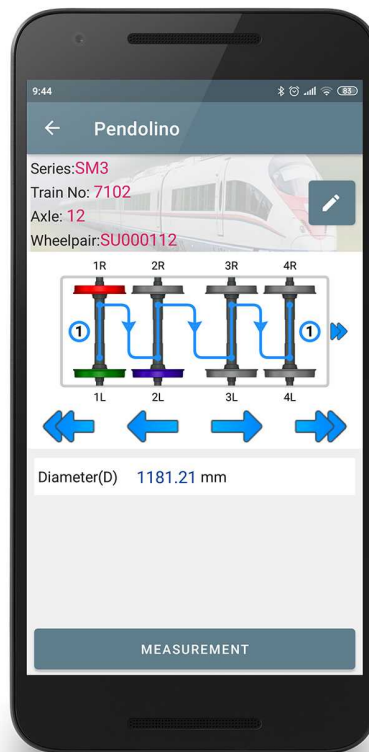 9:44
83
Pendolino
Series:SM3
Train No: 7102
Axle: 12
Wheelpair:SU000112
1R 2R 3R 4R
1 1
1L 2L 3L 4L
Diameter(D) 1181.21 mm
MEASUREMENT